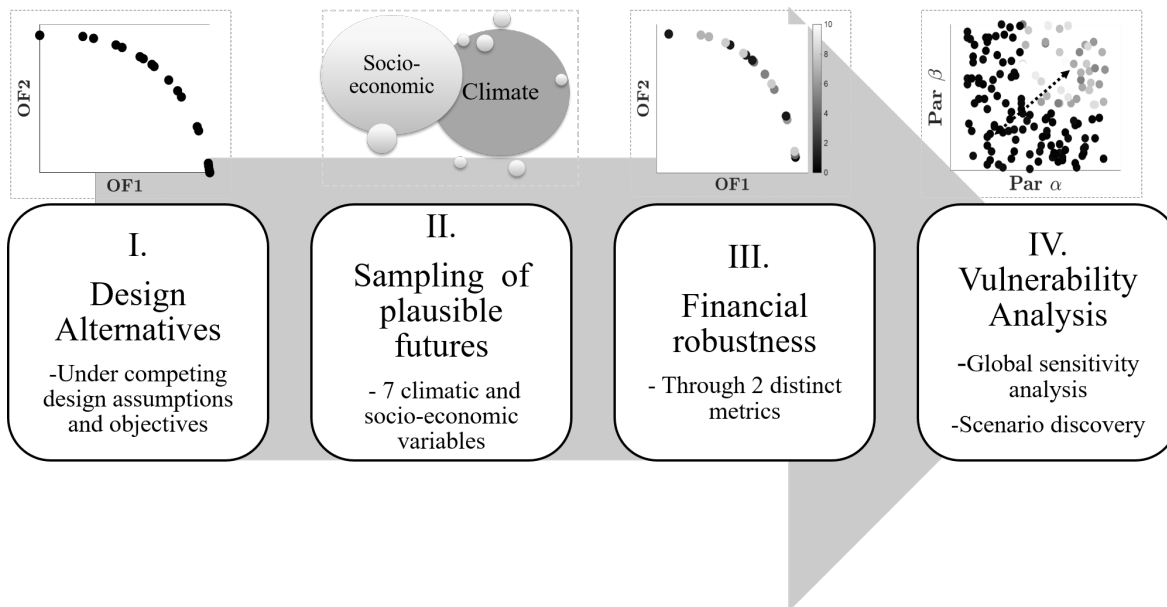 OF2
OF1
Socio-
economic
Climate
OF2
OF1
10
8
6
4
2
0
Par β
Par α
I.
Design
Alternatives
-Under competing
design assumptions
and objectives
II.
Sampling of
plausible
futures
- 7 climatic and
socio-economic
variables
III.
Financial
robustness
- Through 2 distinct
metrics
IV.
Vulnerability
Analysis
-Global sensitivity
analysis
-Scenario discovery